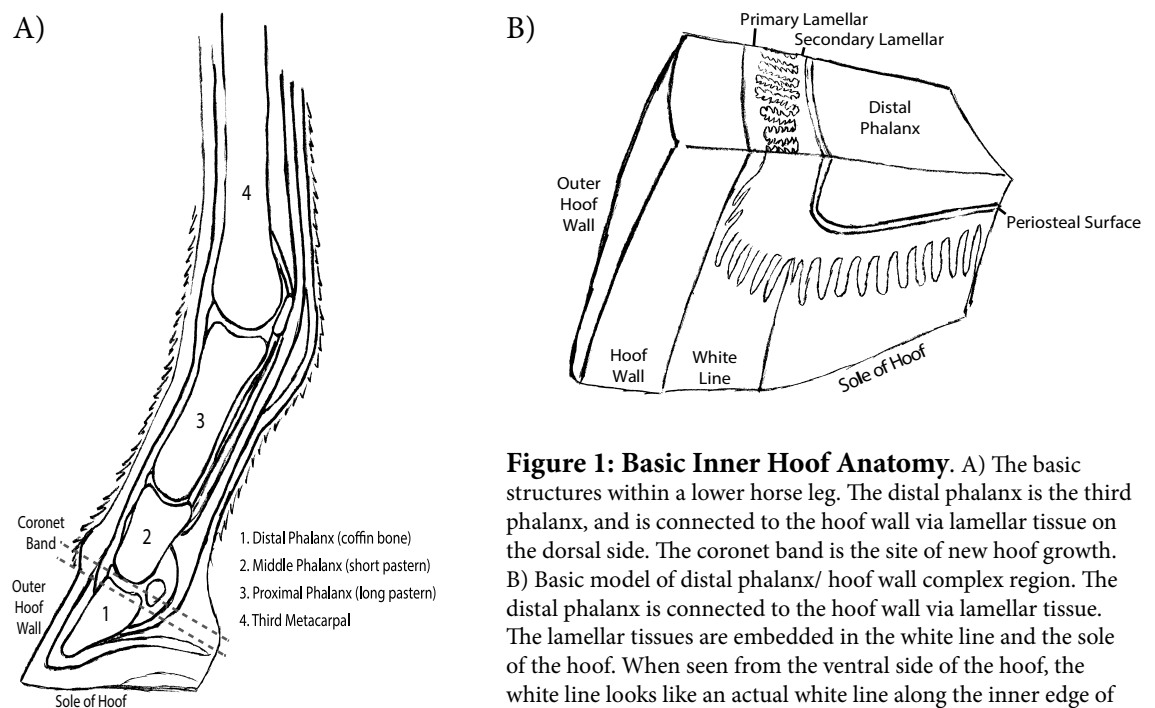 A)
4
3
2
1
Coronet
Band
Outer
Hoof
Wall
Sole of Hoof
1. Distal Phalanx (coffin bone)
2. Middle Phalanx (short pastern)
3. Proximal Phalanx (long pastern)
4. Third Metacarpal
B)
Primary Lamellar
Secondary Lamellar
Distal
Phalanx
Outer
Hoof
Wall
Periosteal Surface
Hoof
Wall
White
Line
Sole of Hoof
Figure 1: Basic Inner Hoof Anatomy. A) The basic
structures within a lower horse leg. The distal phalanx is the third
phalanx, and is connected to the hoof wall via lamellar tissue on
the dorsal side. The coronet band is the site of new hoof growth.
B) Basic model of distal phalanx/ hoof wall complex region. The
distal phalanx is connected to the hoof wall via lamellar tissue.
The lamellar tissues are embedded in the white line and the sole
of the hoof. When seen from the ventral side of the hoof, the
white line looks like an actual white line along the inner edge of